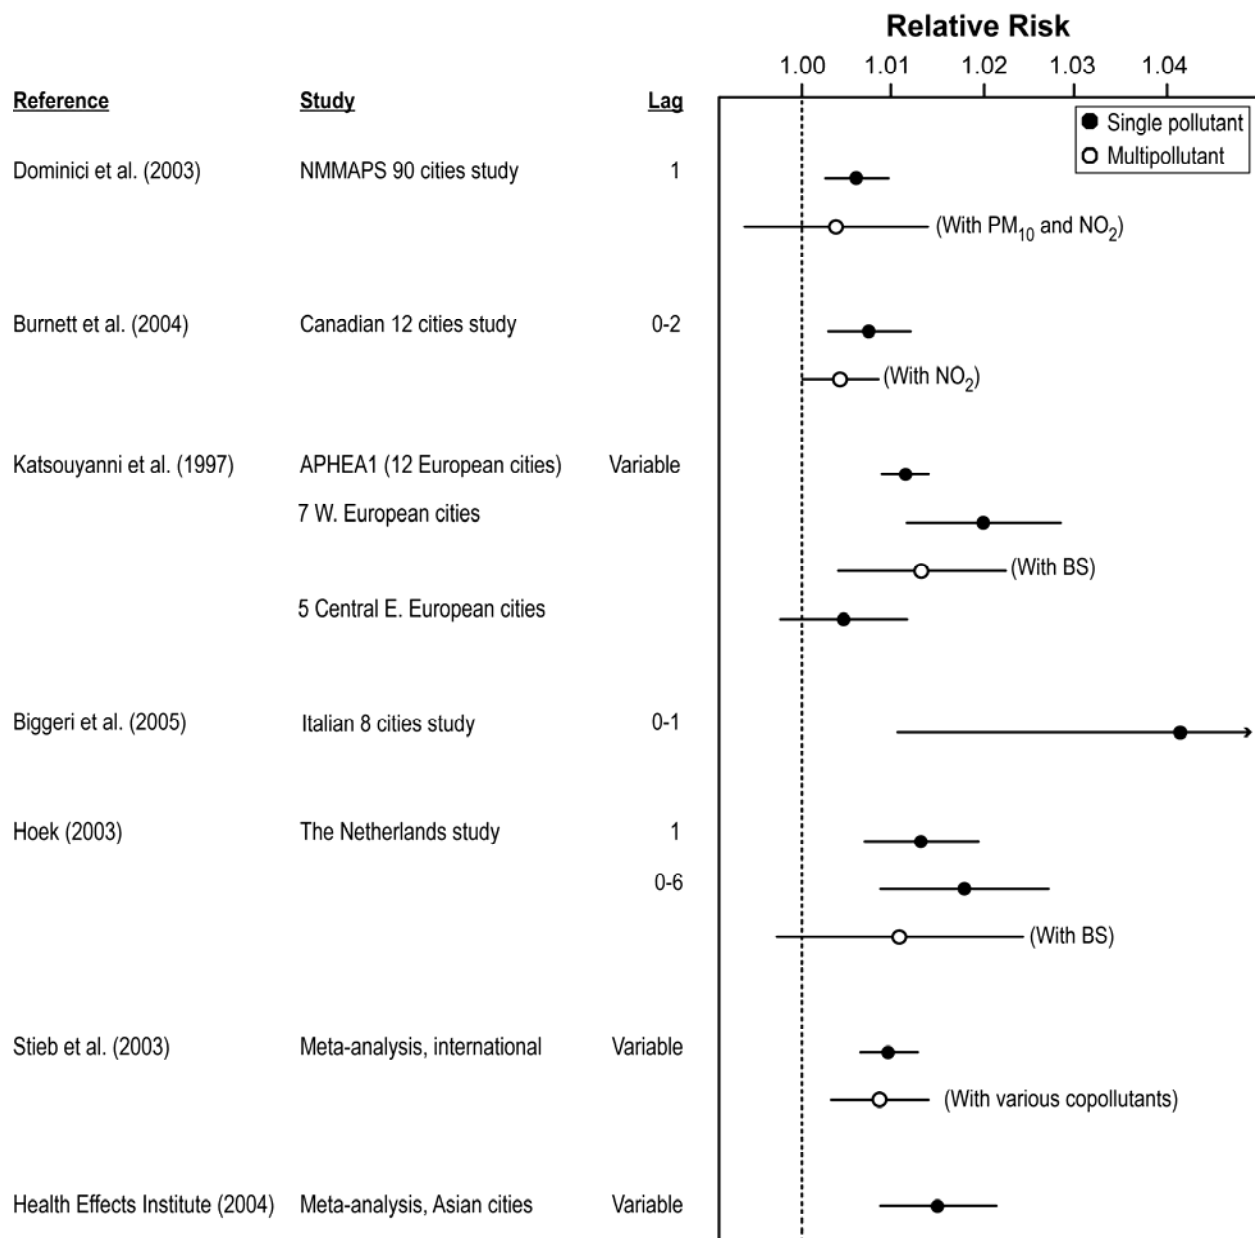 Relative Risk
1.00 1.01 1.02 1.03 1.04
Reference Study Lag
Single pollutant
Multipollutant
Dominici et al. (2003) NMMAPS 90 cities study 1
(With PM10 and NO2)
Burnett et al. (2004) Canadian 12 cities study 0-2
(With NO2)
Katsouyanni et al. (1997) APHEA1 (12 European cities) Variable
7 W. European cities
(With BS)
5 Central E. European cities
Biggeri et al. (2005) Italian 8 cities study 0-1
Hoek (2003) The Netherlands study 1
0-6
(With BS)
Stieb et al. (2003) Meta-analysis, international Variable
(With various copollutants)
Health Effects Institute (2004) Meta-analysis, Asian cities Variable